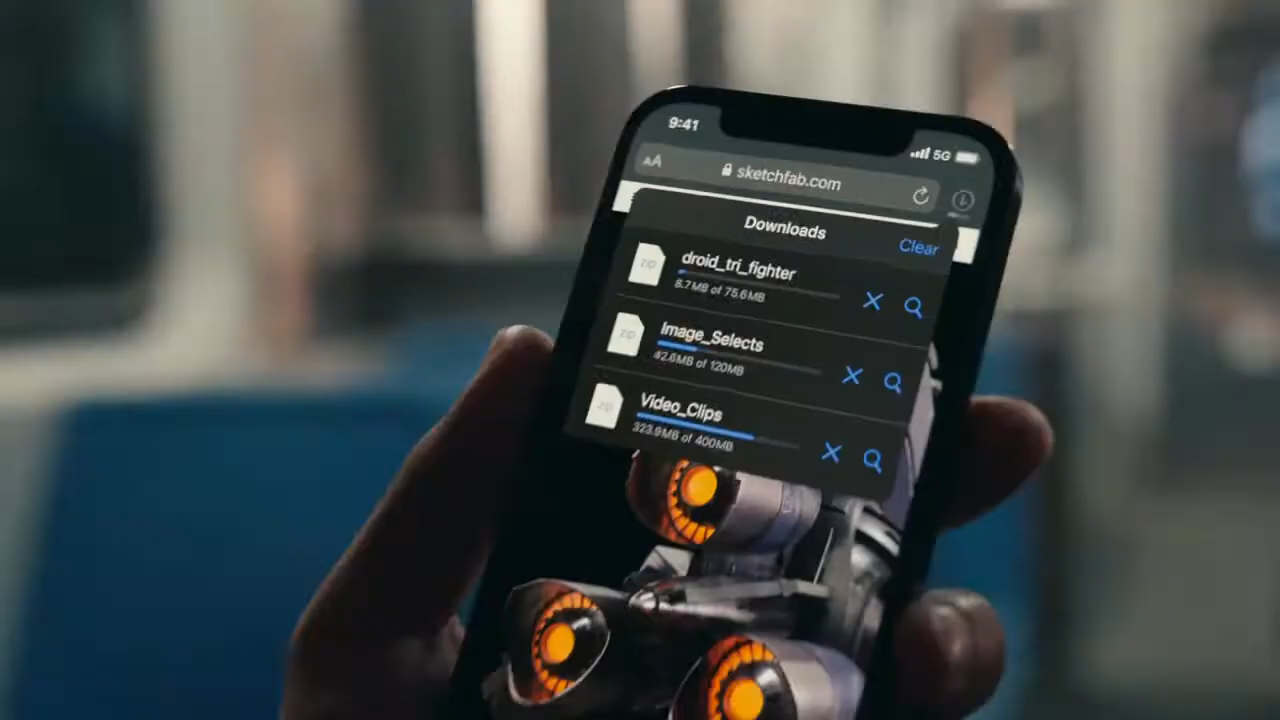 9:41
5G
AA
sketchfab.com
Downloads
Clear
zip
droid_tri_fighter
8.7MB of 75.6MB
zip
Image_Selects
42.6MB of 120MB
zip
Video_Clips
323.9MB of 400MB